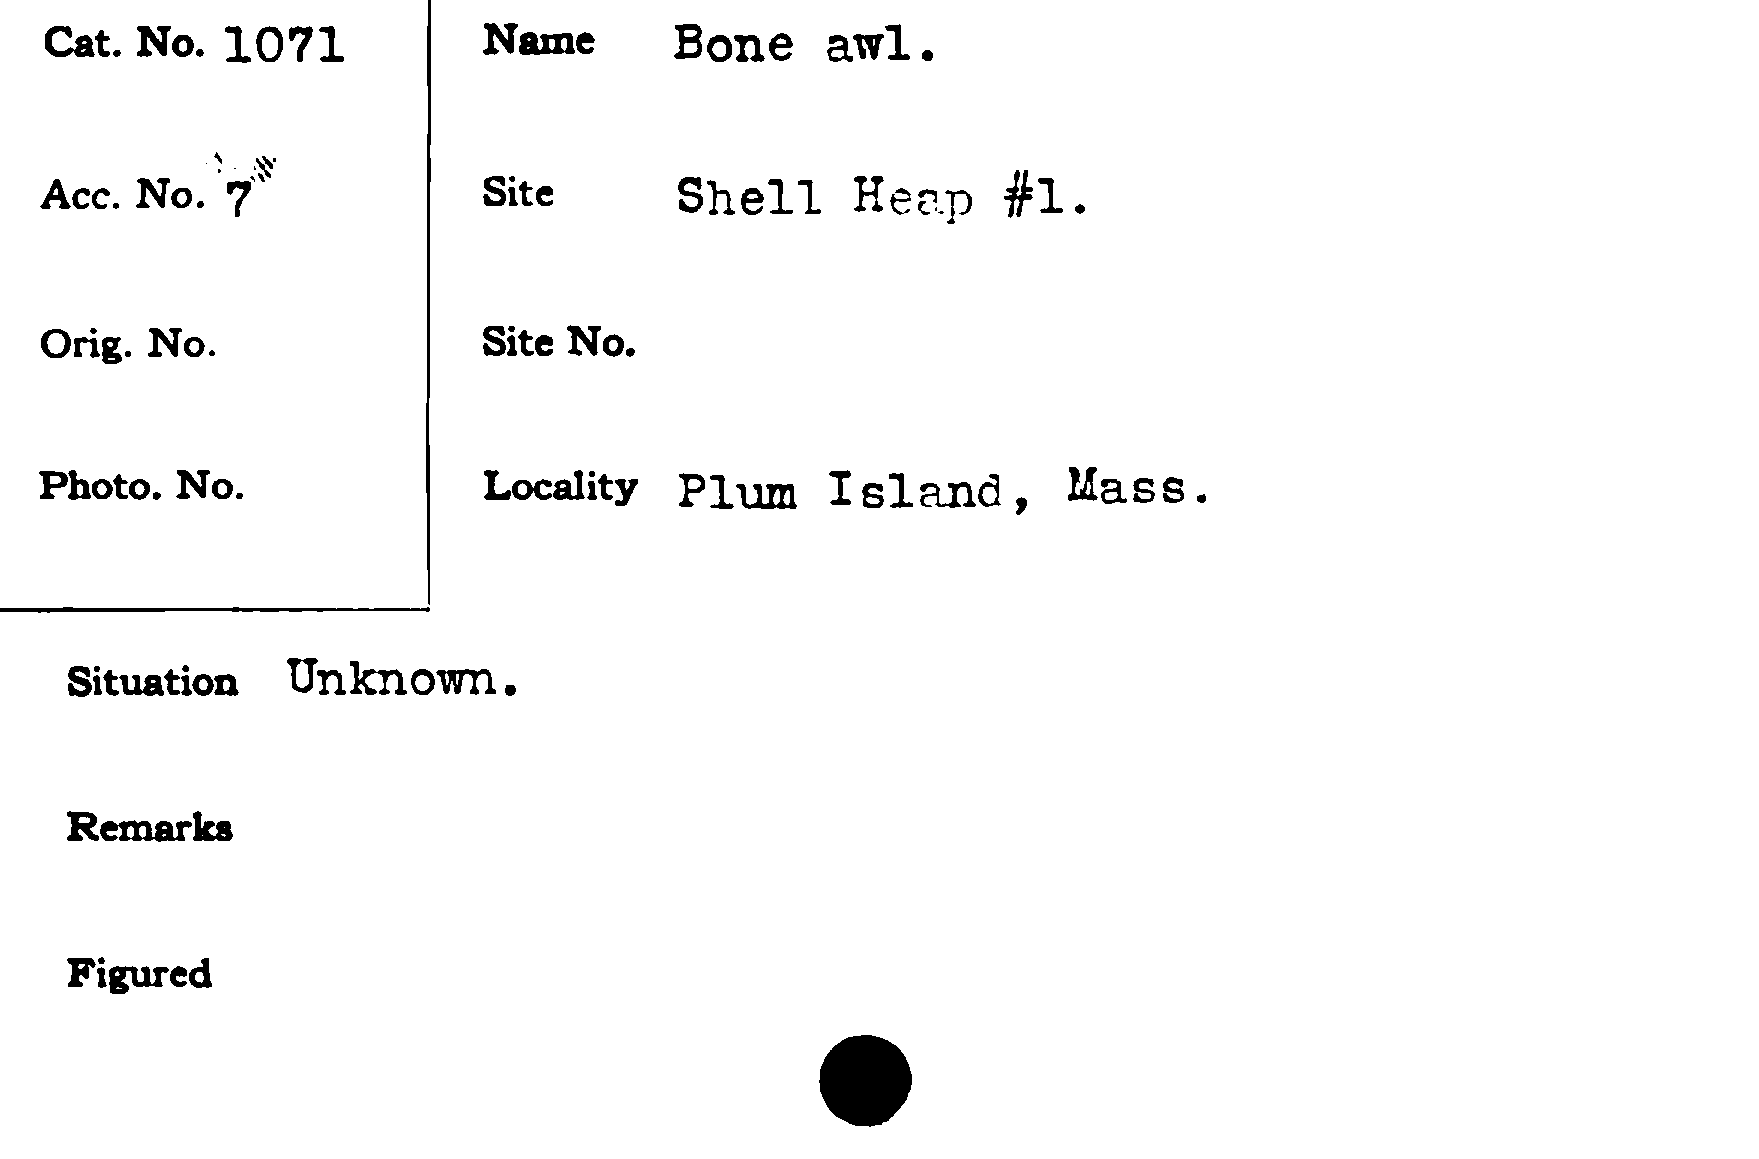 Cat. No. 1071
Name Bone awl.
Acc. No. 7
Site Shell Heap #1.
Orig. No.
Site No.
Photo. No.
Locality Plum Island, Mass.
Situation Unknown.
Remarks
Figured